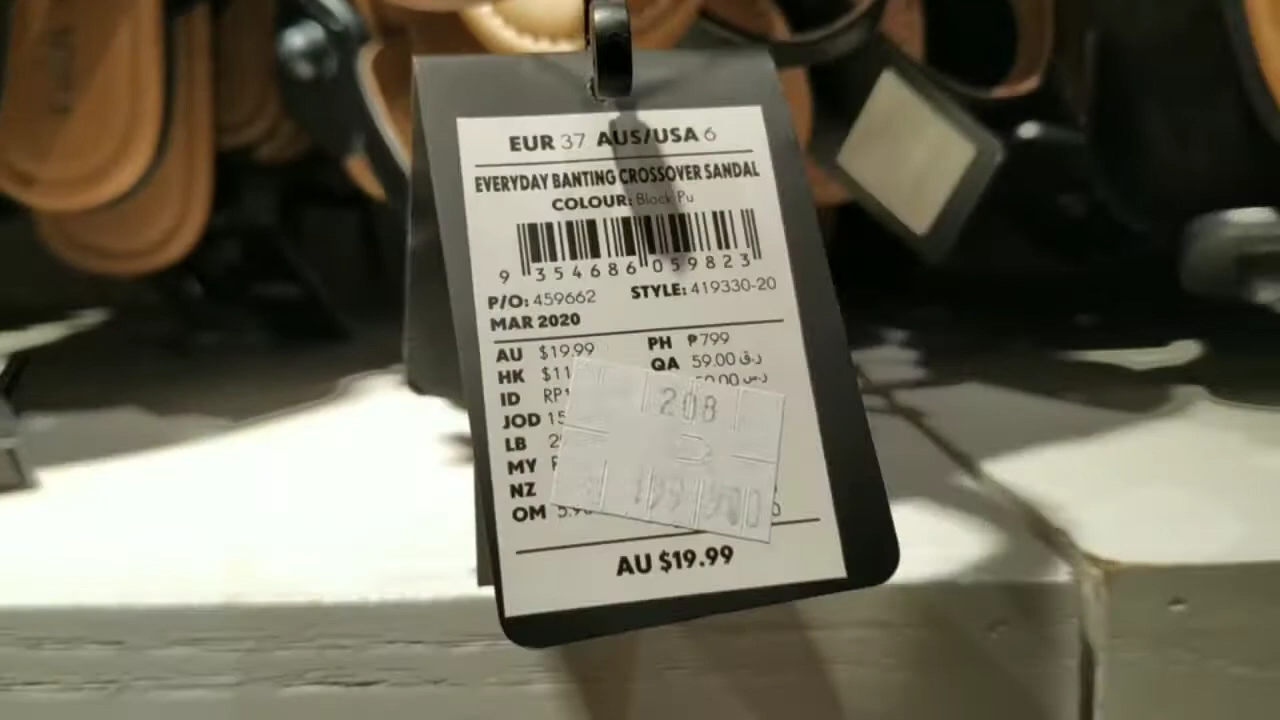 EUR 37 AUS/USA 6
EVERYDAY BANTING CROSSOVER SANDAL
COLOUR: Black Pu
9 354686 059823
P/O: 459662 STYLE: 419330-20
MAR 2020
AU $19.99 PH ₱799
HK QA 59.00 ر.ق
ID
JOD
LB
MY
NZ
OM
208
AU $19.99